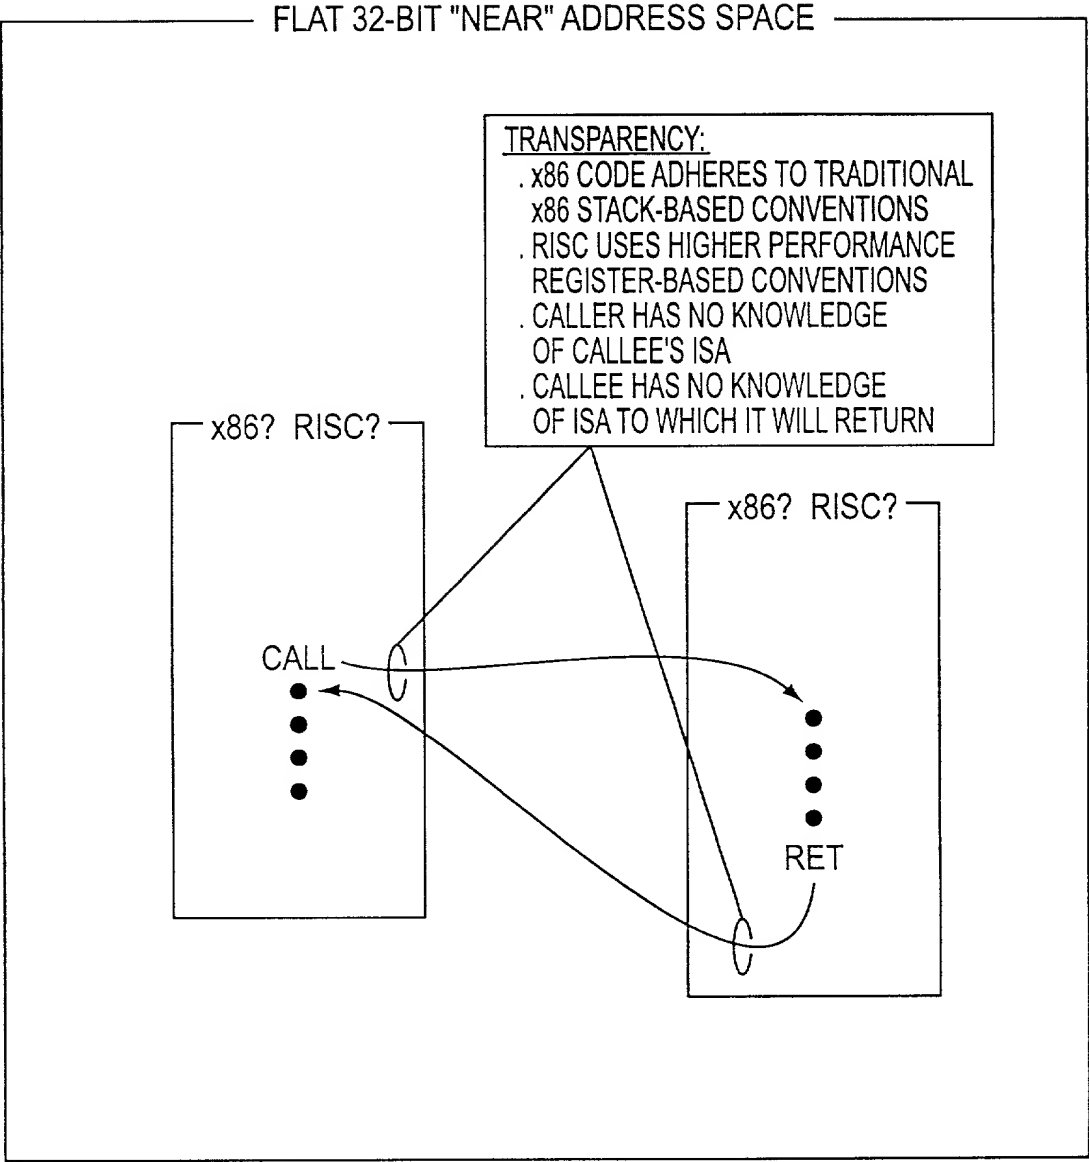 FLAT 32-BIT "NEAR" ADDRESS SPACE
TRANSPARENCY:
. x86 CODE ADHERES TO TRADITIONAL
x86 STACK-BASED CONVENTIONS
. RISC USES HIGHER PERFORMANCE
REGISTER-BASED CONVENTIONS
. CALLER HAS NO KNOWLEDGE
OF CALLEE'S ISA
. CALLEE HAS NO KNOWLEDGE
OF ISA TO WHICH IT WILL RETURN
x86? RISC?
x86? RISC?
CALL
RET